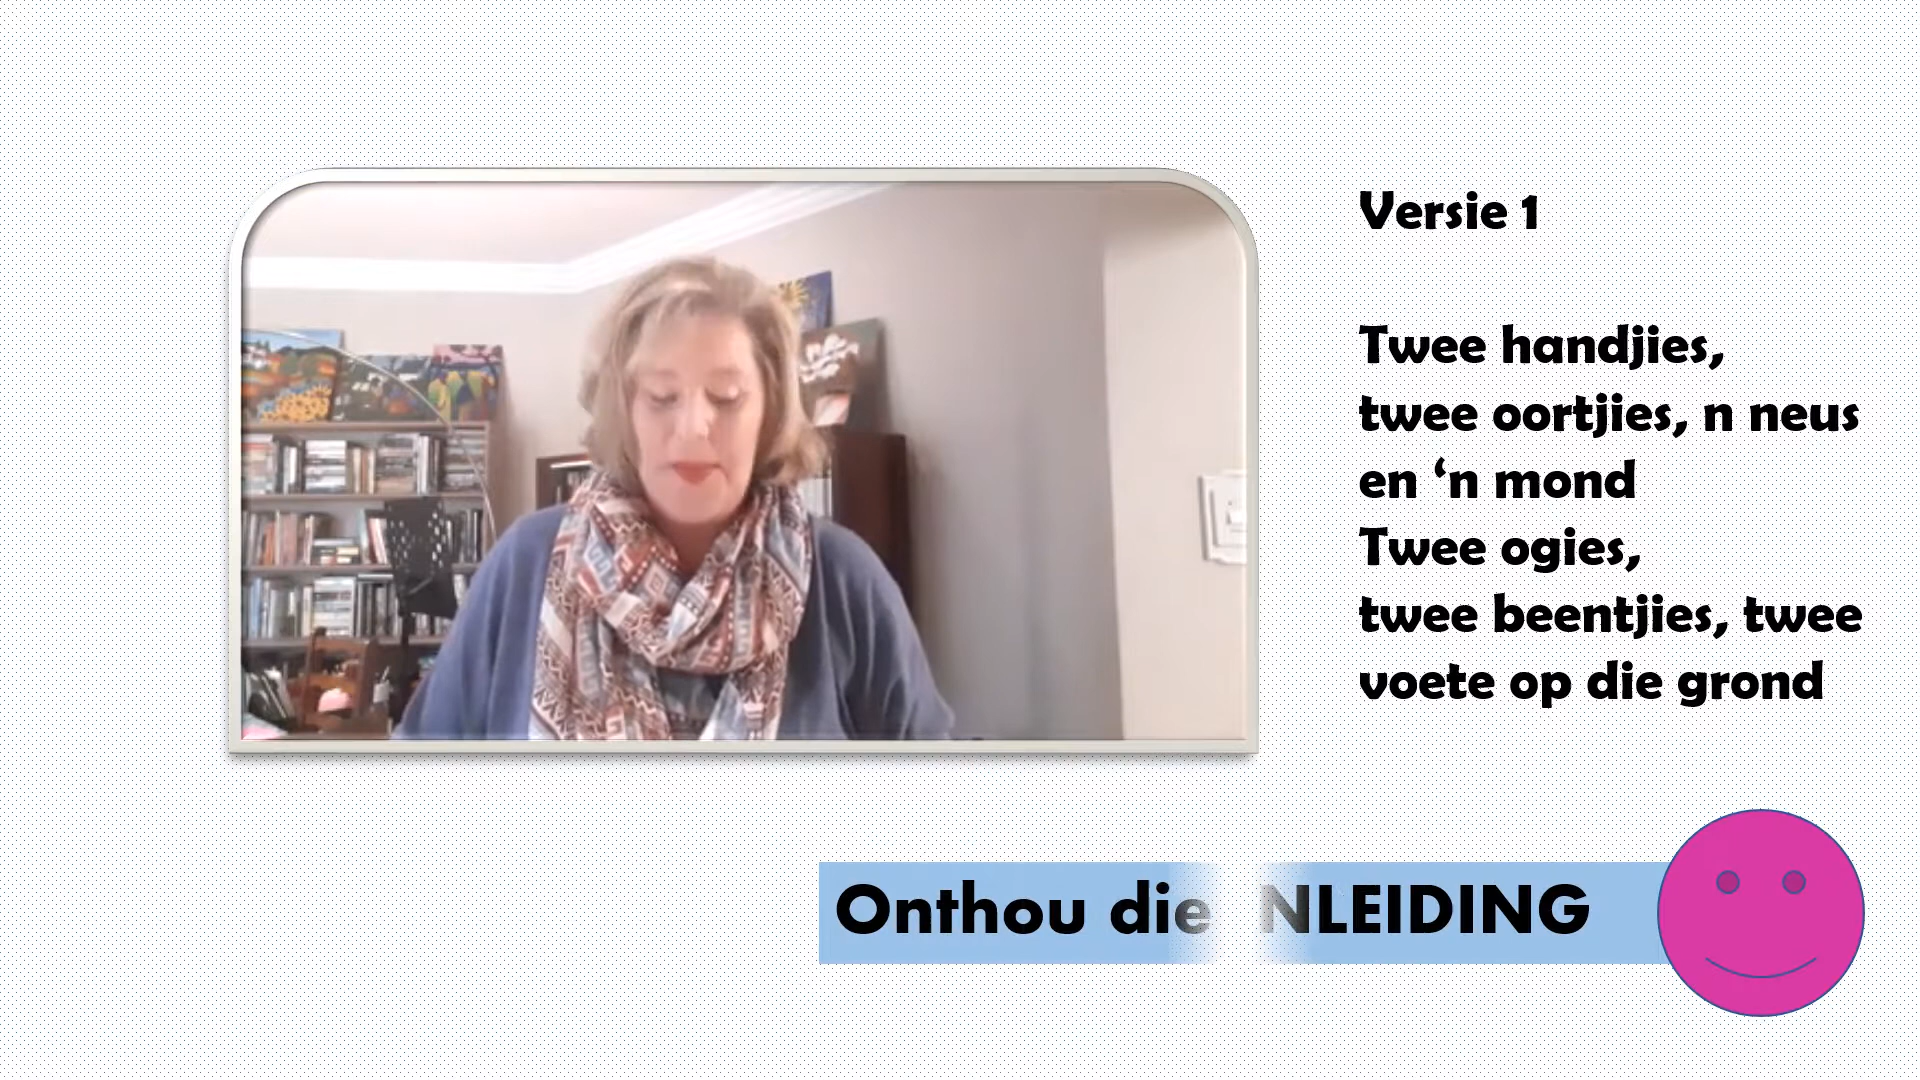 Versie 1
Twee handjies,
twee oortjies, n neus
en ‘n mond
Twee ogies,
twee beentjies, twee
voete op die grond
Onthou die NLEIDING